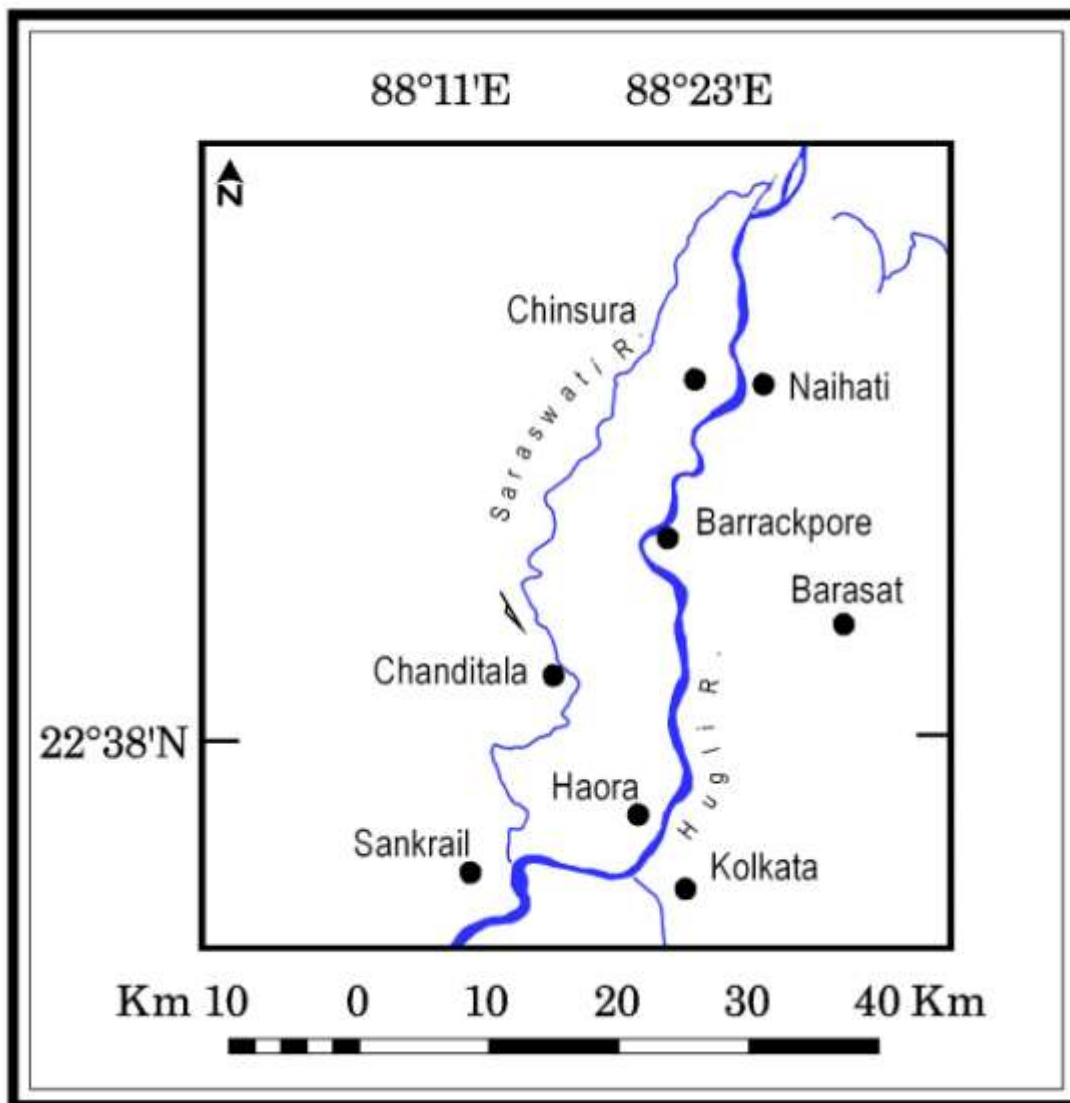 88°11'E 88°23'E
N
Chinsura
Saraswati R.
Naihati
Barrackpore
Barasat
Chanditala
Hugli R.
22°38'N
Haora
Sankrail
Kolkata
Km 10 0 10 20 30 40 Km